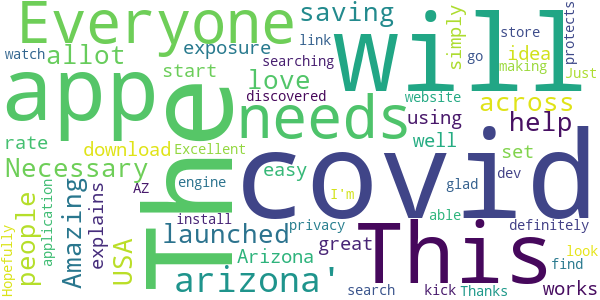 Everyone
saving
will
simply
store
protects
watch
allot
exposure
link
go
idea
searching
making
Just
app
The
start
love
discovered
website
across
rate
needs
using
help
download
Excellent
well
set
dev
Necessary
easy
covid
USA
AZ
engine
I'm
glad
able
Hopefully
people
application
Amazing
explains
install
privacy
definitely
launched
Arizona
great
This
look
find
arizona'
search
kick
Thanks
works